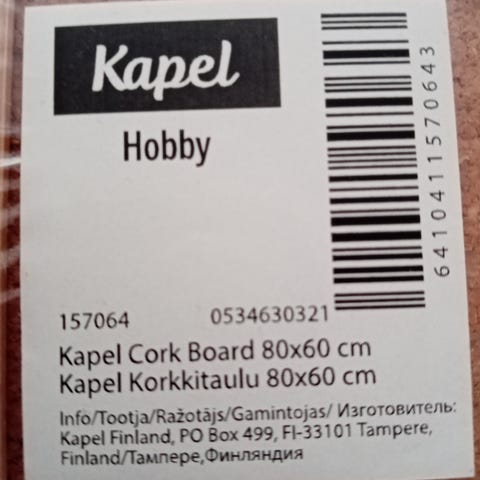 Kapel
Hobby
6410411570643
157064 0534630321
Kapel Cork Board 80x60 cm
Kapel Korkkitaulu 80x60 cm
Info/Tootja/Ražotājs/Gamintojas/ Изготовитель:
Kapel Finland, PO Box 499, FI-33101 Tampere,
Finland/Тампере,Финляндия